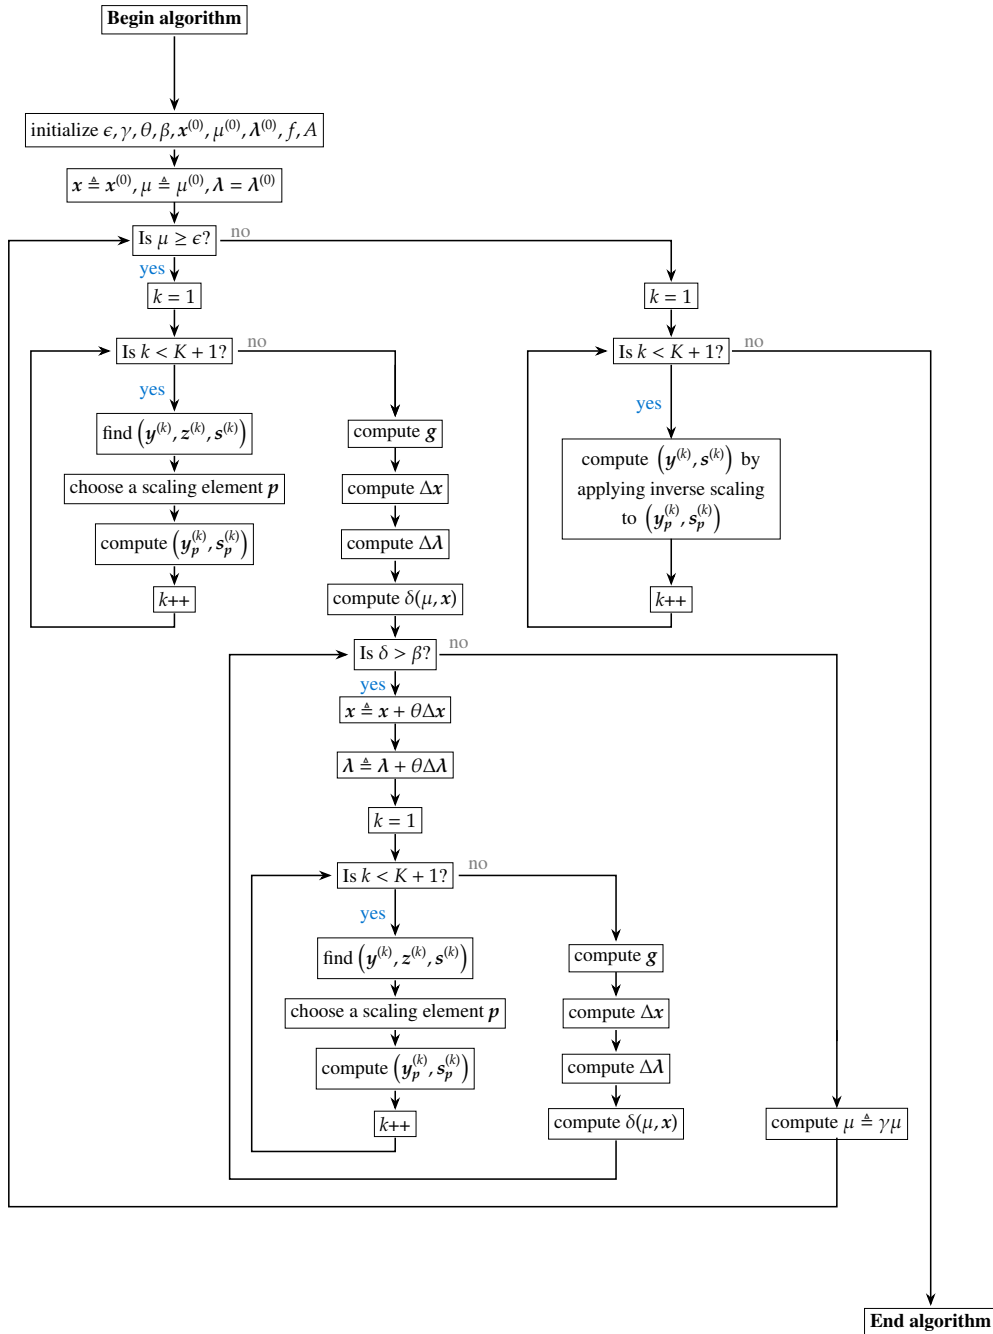 Begin algorithm
initialize ϵ, γ, θ, β, x⁽⁰⁾, μ⁽⁰⁾, λ⁽⁰⁾, f, A
x ≜ x⁽⁰⁾, μ ≜ μ⁽⁰⁾, λ = λ⁽⁰⁾
Is μ ≥ ϵ?
no
yes
k = 1
k = 1
Is k < K + 1?
no
Is k < K + 1?
no
yes
yes
find (y⁽ᵏ⁾, z⁽ᵏ⁾, s⁽ᵏ⁾)
choose a scaling element p
compute (y_p⁽ᵏ⁾, s_p⁽ᵏ⁾)
k++
compute g
compute Δx
compute Δλ
compute δ(μ, x)
compute (y⁽ᵏ⁾, s⁽ᵏ⁾) by
applying inverse scaling
to (y_p⁽ᵏ⁾, s_p⁽ᵏ⁾)
k++
Is δ > β?
no
yes
x ≜ x + θΔx
λ ≜ λ + θΔλ
k = 1
Is k < K + 1?
no
yes
find (y⁽ᵏ⁾, z⁽ᵏ⁾, s⁽ᵏ⁾)
choose a scaling element p
compute (y_p⁽ᵏ⁾, s_p⁽ᵏ⁾)
k++
compute g
compute Δx
compute Δλ
compute δ(μ, x)
compute μ ≜ γμ
End algorithm